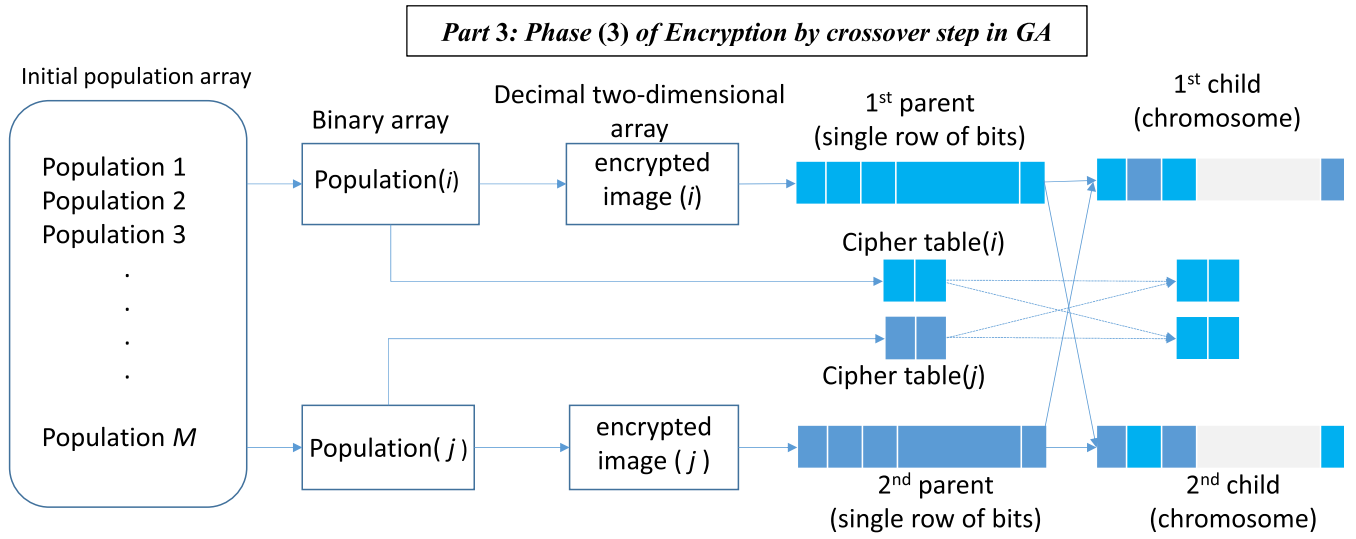 Part 3: Phase (3) of Encryption by crossover step in GA
Initial population array
Population 1
Population 2
Population 3
.
.
.
.
Population M
Binary array
Population(i)
Decimal two-dimensional
array
encrypted
image (i)
1st parent
(single row of bits)
1st child
(chromosome)
Cipher table(i)
Cipher table(j)
Population( j )
encrypted
image ( j )
2nd parent
(single row of bits)
2nd child
(chromosome)